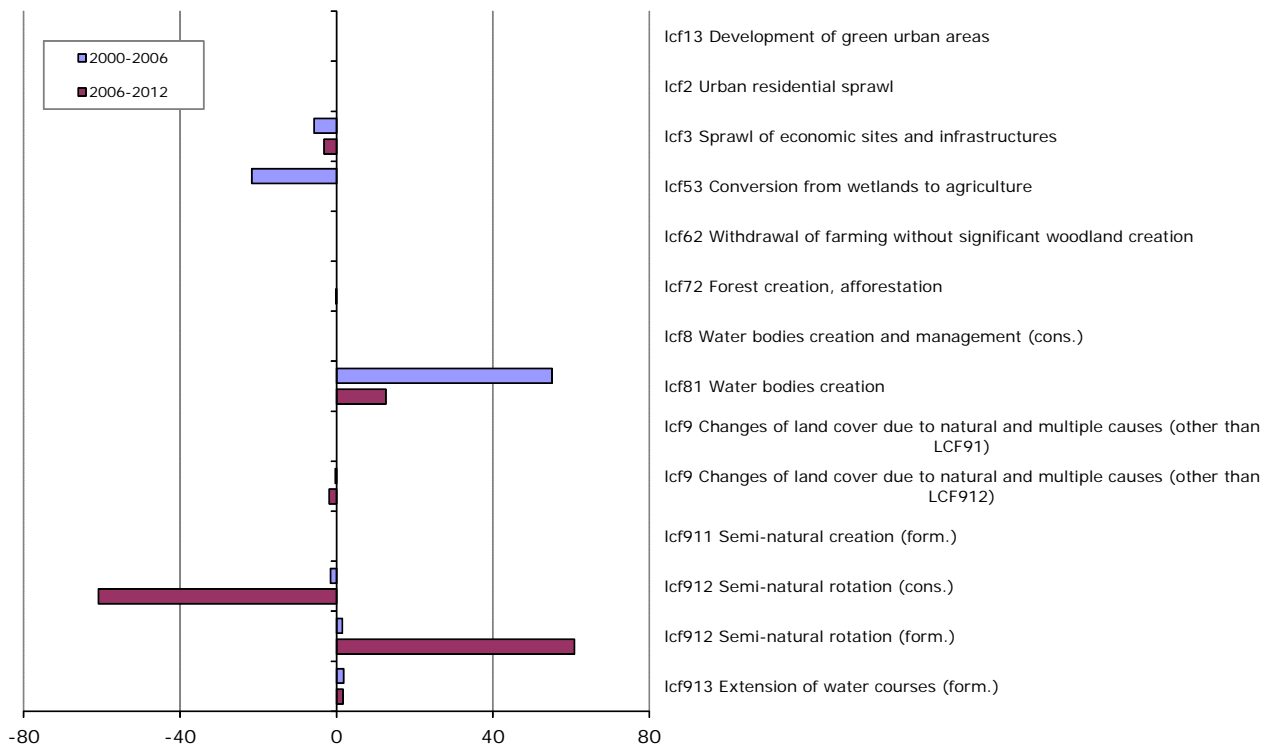 2000-2006
2006-2012
lcf13 Development of green urban areas
lcf2 Urban residential sprawl
lcf3 Sprawl of economic sites and infrastructures
lcf53 Conversion from wetlands to agriculture
lcf62 Withdrawal of farming without significant woodland creation
lcf72 Forest creation, afforestation
lcf8 Water bodies creation and management (cons.)
lcf81 Water bodies creation
lcf9 Changes of land cover due to natural and multiple causes (other than
LCF91)
lcf9 Changes of land cover due to natural and multiple causes (other than
LCF912)
lcf911 Semi-natural creation (form.)
lcf912 Semi-natural rotation (cons.)
lcf912 Semi-natural rotation (form.)
lcf913 Extension of water courses (form.)
-80 -40 0 40 80